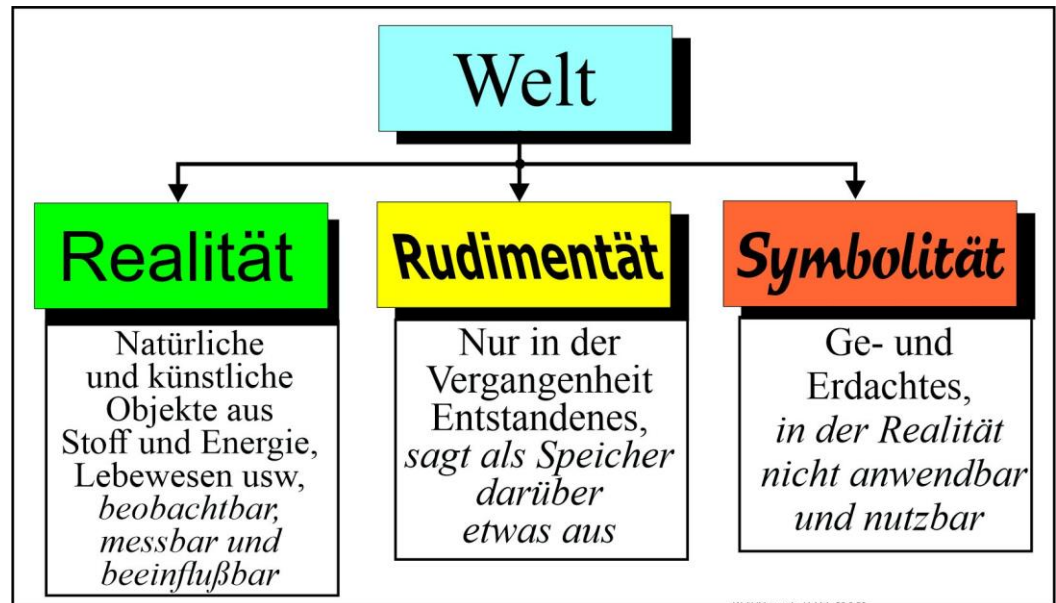 Welt
Realität
Rudimentät
Symbolität
Natürliche
und künstliche
Objekte aus
Stoff und Energie,
Lebewesen usw,
beobachtbar,
messbar und
beeinflußbar
Nur in der
Vergangenheit
Entstandenes,
sagt als Speicher
darüber
etwas aus
Ge- und
Erdachtes,
in der Realität
nicht anwendbar
und nutzbar